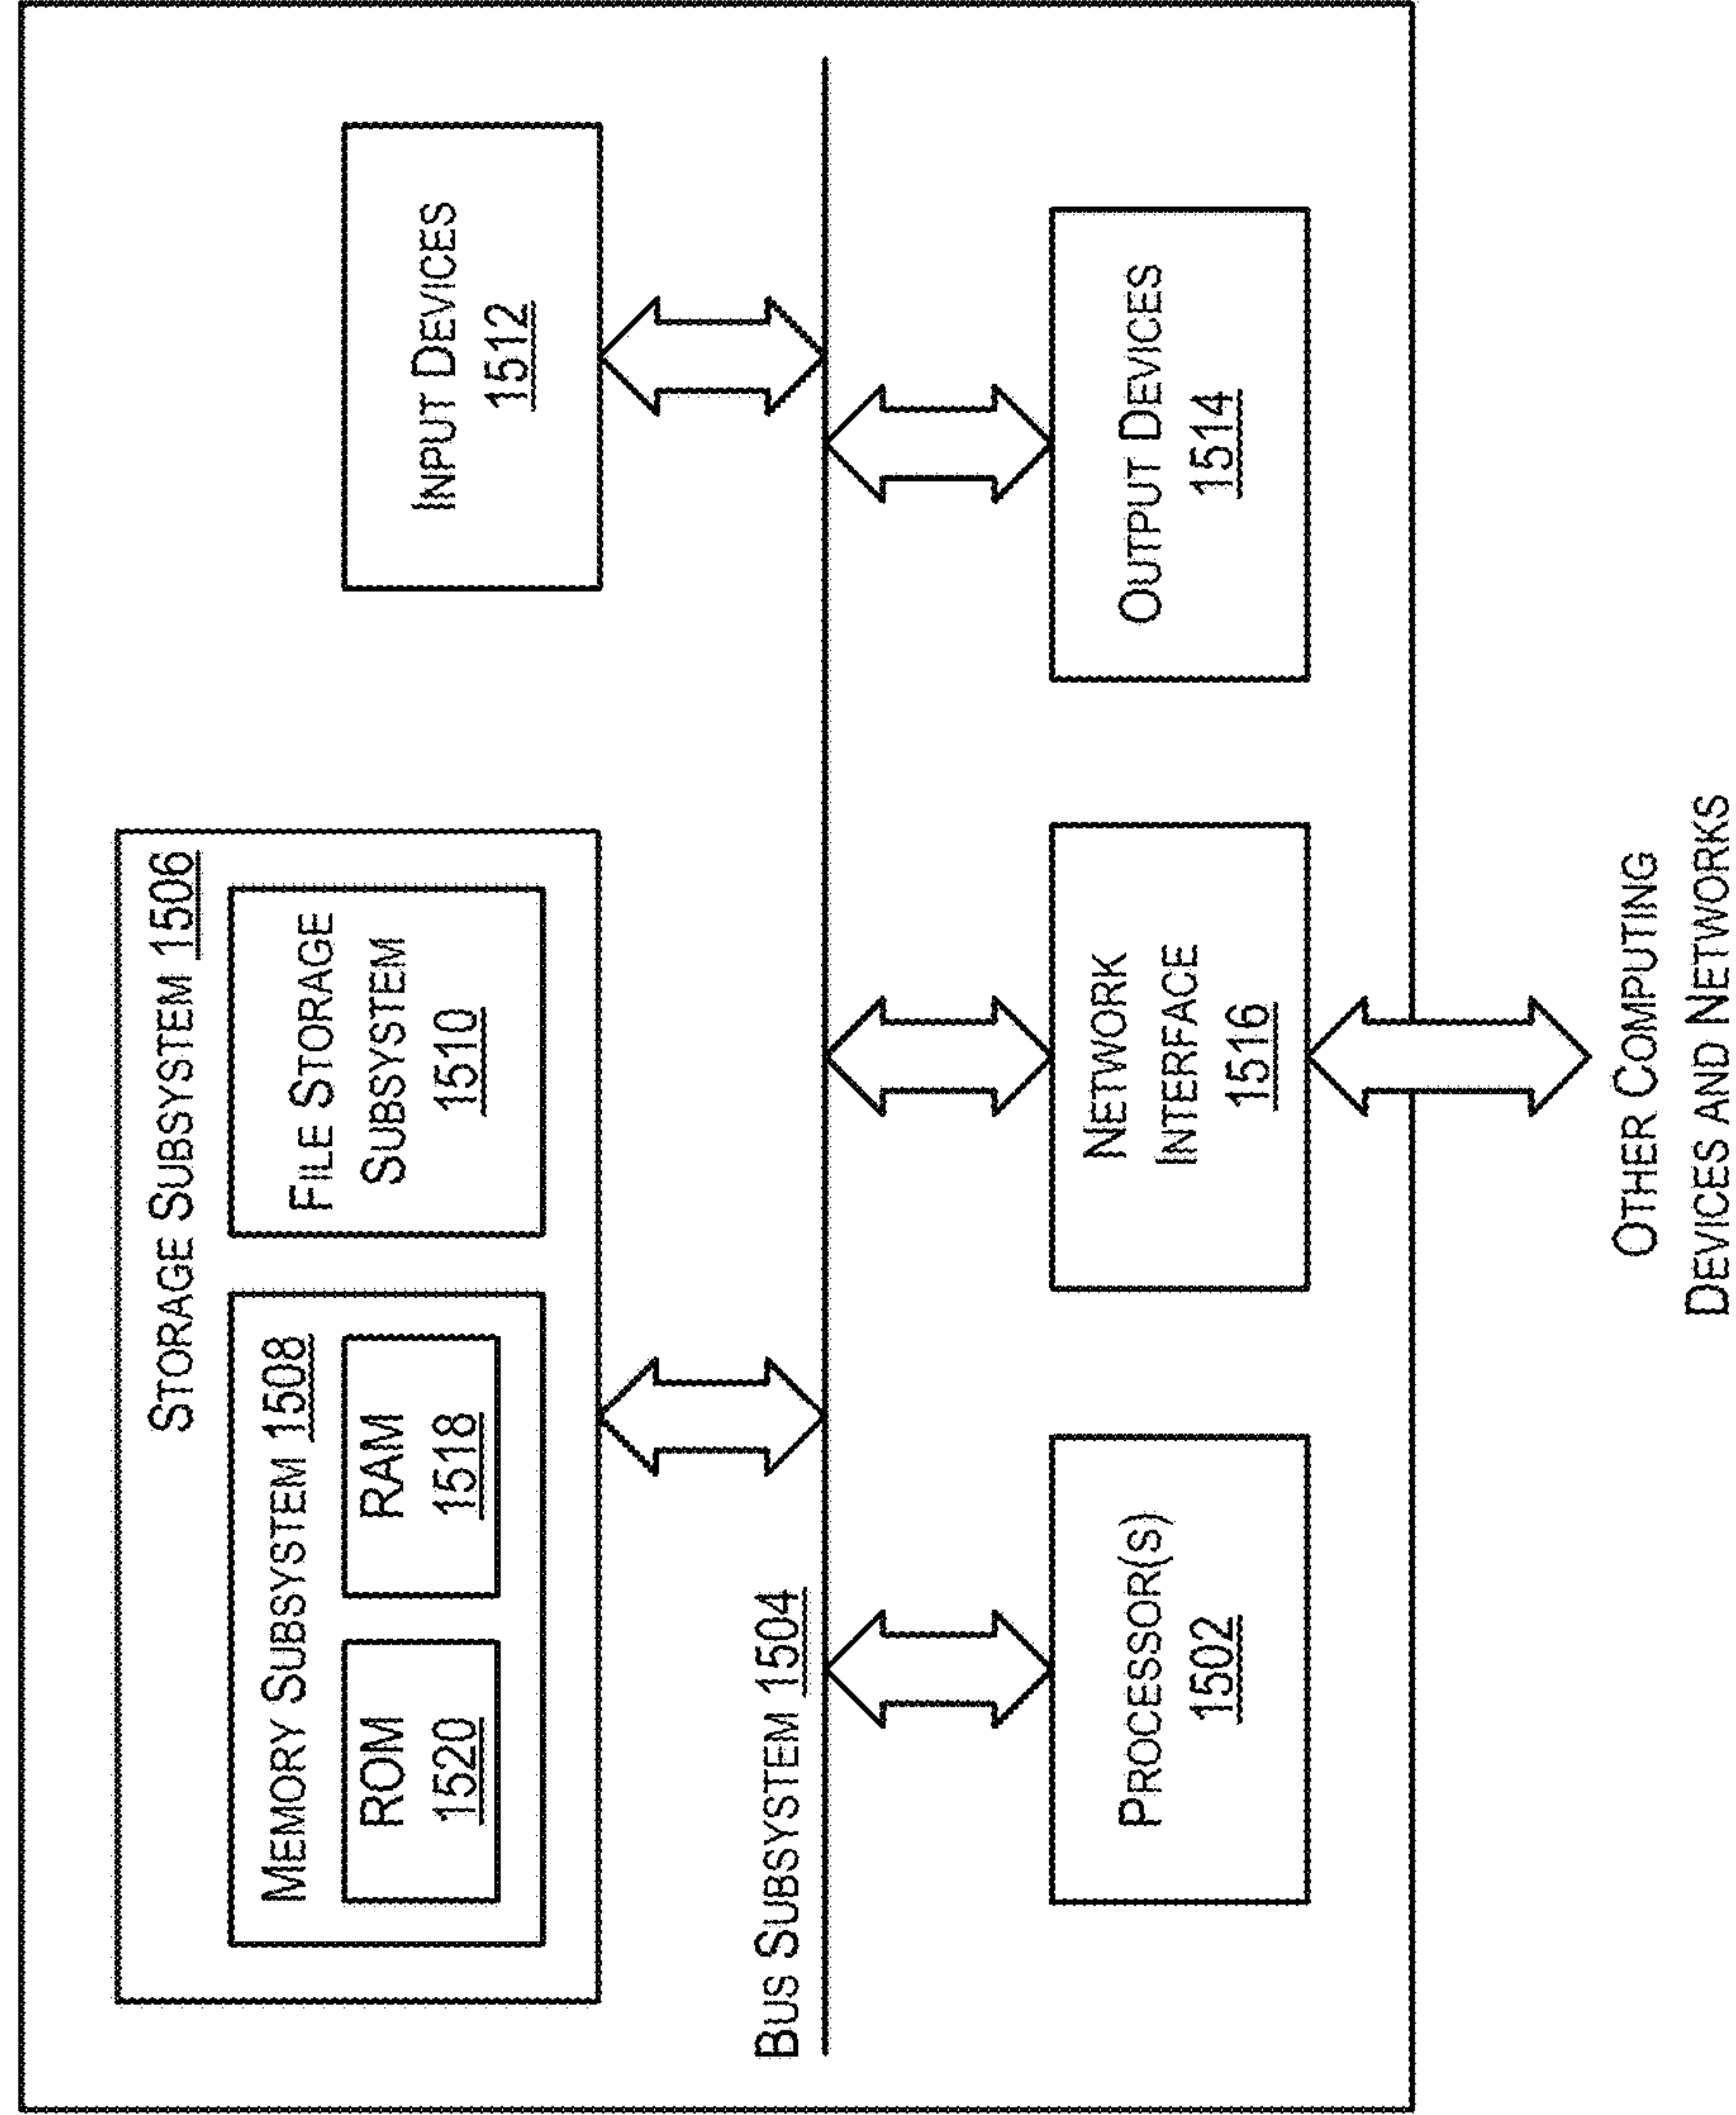 STORAGE SUBSYSTEM 1506
MEMORY SUBSYSTEM 1508
ROM
1520
RAM
1518
FILE STORAGE
SUBSYSTEM
1510
INPUT DEVICES
1512
BUS SUBSYSTEM 1504
PROCESSOR(S)
1502
NETWORK
INTERFACE
1516
OUTPUT DEVICES
1514
OTHER COMPUTING
DEVICES AND NETWORKS